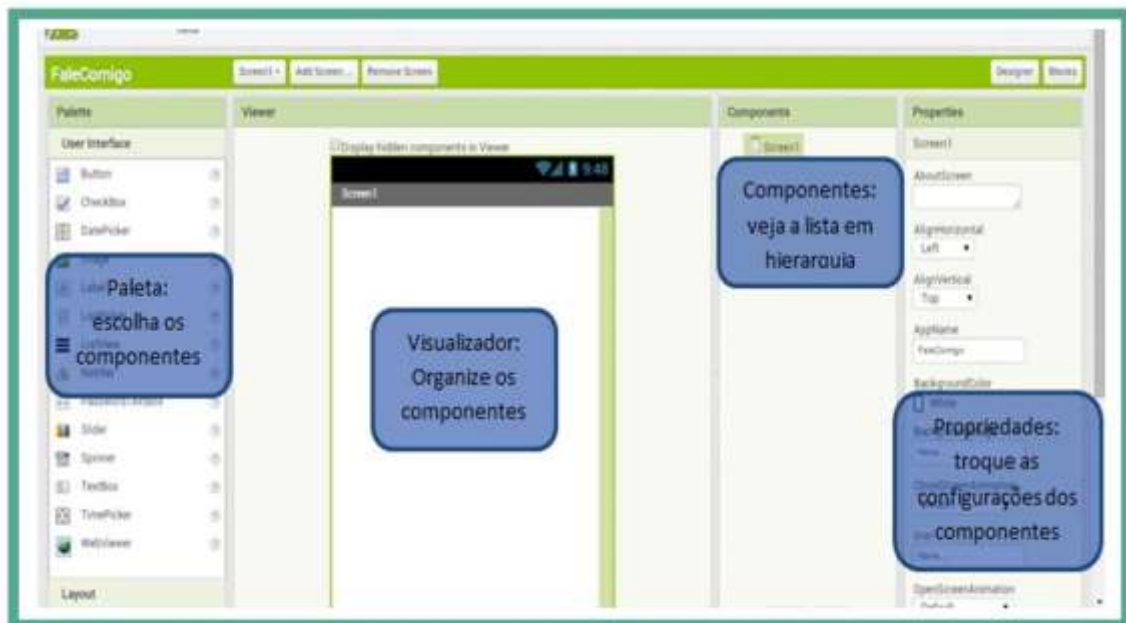 FaleComigo
Screen1
Add Screen ...
Remove Screen
Designer
Blocks
Palette
Viewer
Components
Properties
User Interface
Button
CheckBox
DatePicker
Image
Slider
Spinner
TextBox
TimePicker
WebViewer
Layout
Paleta:
escolha os
componentes
Display hidden components in Viewer
9:48
Screen1
Visualizador:
Organize os
componentes
Screen1
Componentes:
veja a lista em
hierarquia
Screen1
AboutScreen
AlignHorizontal
Left
AlignVertical
Top
AppName
FaleComigo
BackgroundColor
White
Propriedades:
troque as
configurações dos
componentes
OpenScreenAnimation
Default